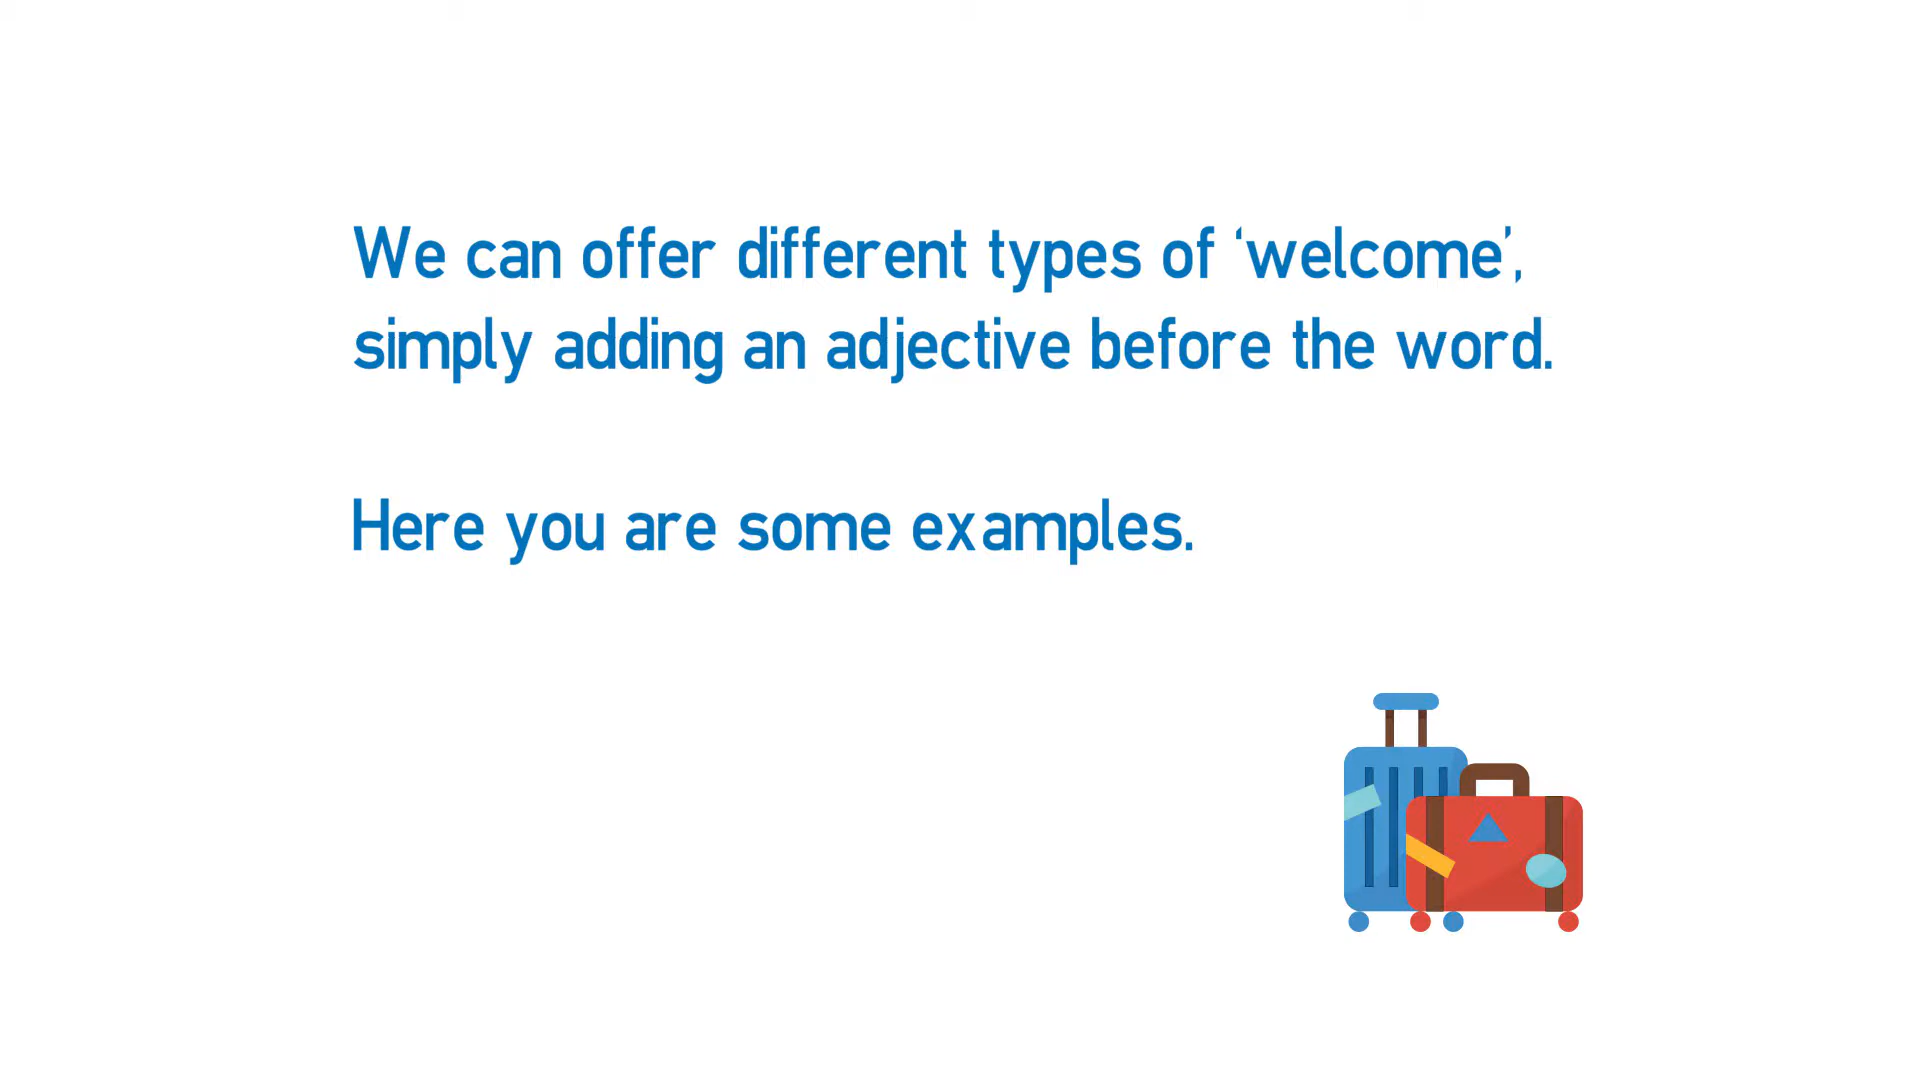 We can offer different types of ‘welcome’,
simply adding an adjective before the word.
Here you are some examples.